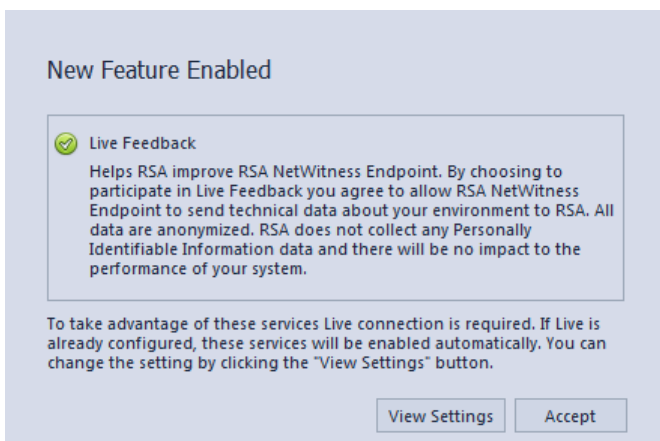 New Feature Enabled
Live Feedback
Helps RSA improve RSA NetWitness Endpoint. By choosing to
participate in Live Feedback you agree to allow RSA NetWitness
Endpoint to send technical data about your environment to RSA. All
data are anonymized. RSA does not collect any Personally
Identifiable Information data and there will be no impact to the
performance of your system.
To take advantage of these services Live connection is required. If Live is
already configured, these services will be enabled automatically. You can
change the setting by clicking the "View Settings" button.
View Settings
Accept